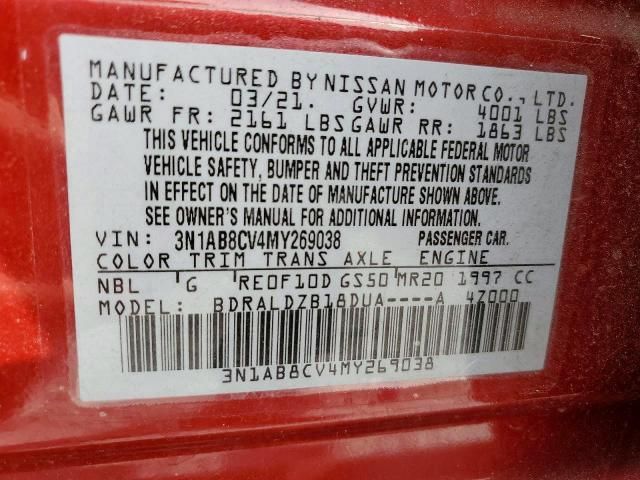 MANUFACTURED BY NISSAN MOTOR CO., LTD.
DATE: 03/21. GVWR: 4001 LBS
GAWR FR: 2161 LBS GAWR RR: 1863 LBS
THIS VEHICLE CONFORMS TO ALL APPLICABLE FEDERAL MOTOR
VEHICLE SAFETY, BUMPER AND THEFT PREVENTION STANDARDS
IN EFFECT ON THE DATE OF MANUFACTURE SHOWN ABOVE.
SEE OWNER'S MANUAL FOR ADDITIONAL INFORMATION.
VIN: 3N1AB8CV4MY269038 PASSENGER CAR.
COLOR TRIM TRANS AXLE ENGINE
NBL G RE0F10D GS50 MR20 1997 CC
MODEL: BDRALDZB18DUA----A 47000
3N1AB8CV4MY269038